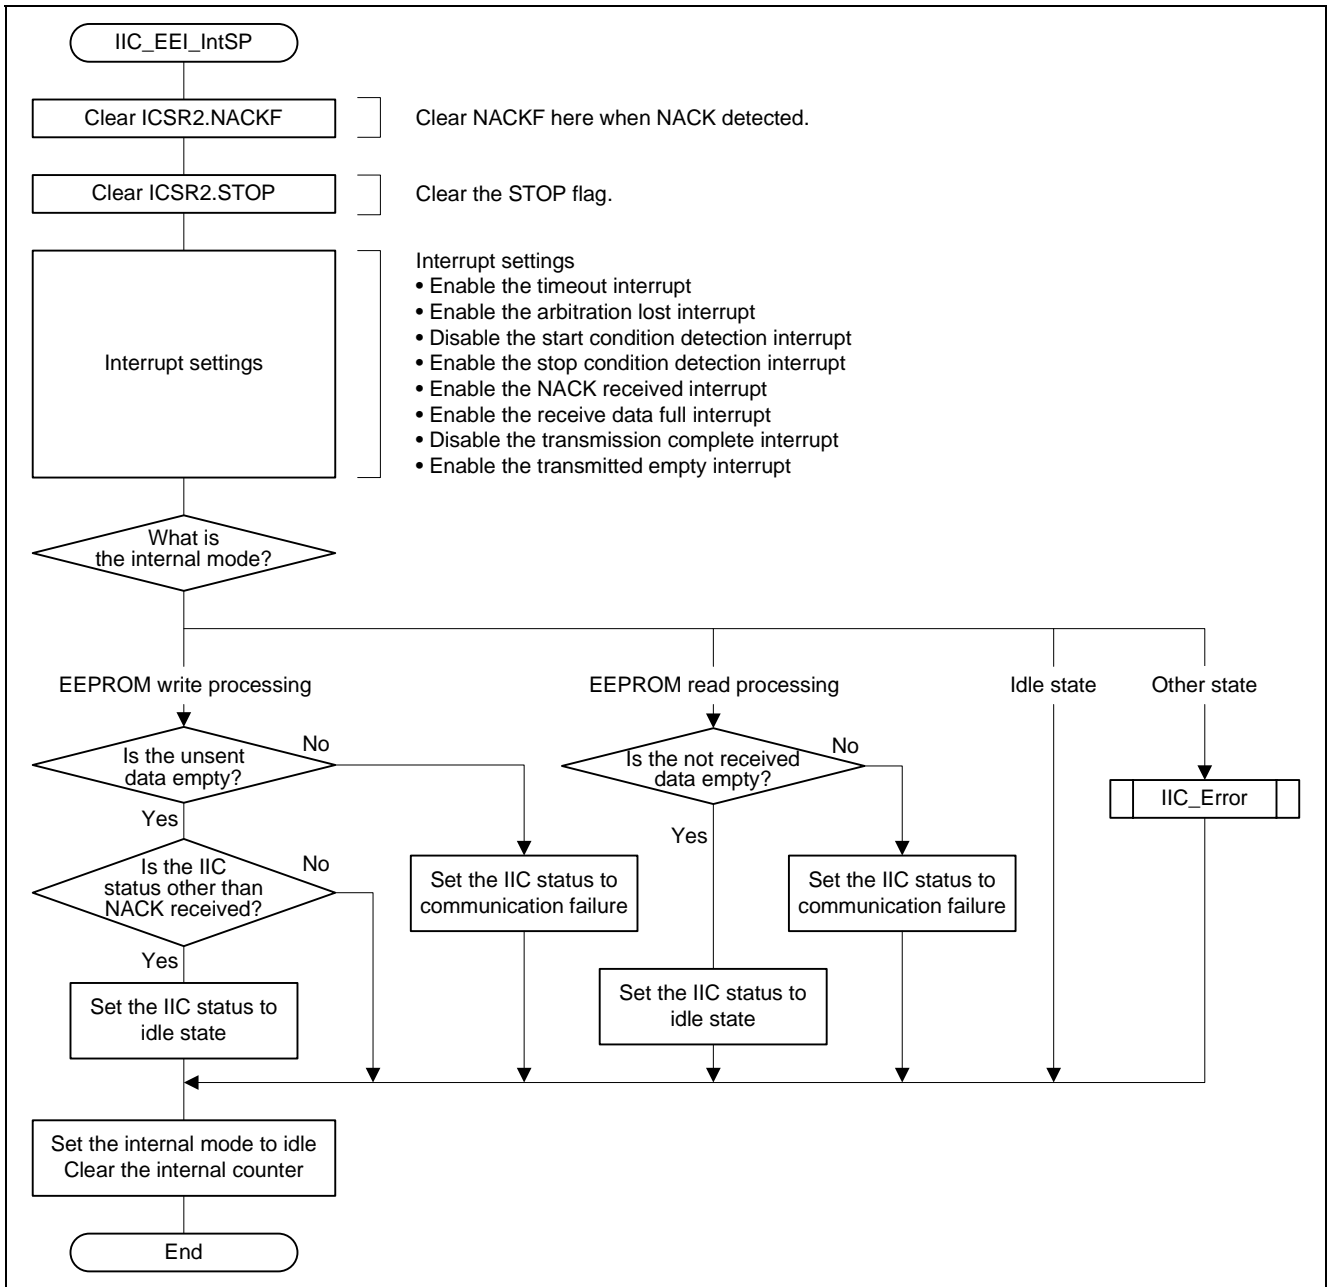 IIC_EEI_IntSP
Clear ICSR2.NACKF
Clear NACKF here when NACK detected.
Clear ICSR2.STOP
Clear the STOP flag.
Interrupt settings
Interrupt settings
• Enable the timeout interrupt
• Enable the arbitration lost interrupt
• Disable the start condition detection interrupt
• Enable the stop condition detection interrupt
• Enable the NACK received interrupt
• Enable the receive data full interrupt
• Disable the transmission complete interrupt
• Enable the transmitted empty interrupt
What is
the internal mode?
EEPROM write processing
EEPROM read processing
Idle state
Other state
Is the unsent
data empty?
No
Yes
Is the not received
data empty?
No
Yes
IIC_Error
Is the IIC
status other than
NACK received?
No
Yes
Set the IIC status to
communication failure
Set the IIC status to
communication failure
Set the IIC status to
idle state
Set the IIC status to
idle state
Set the internal mode to idle
Clear the internal counter
End